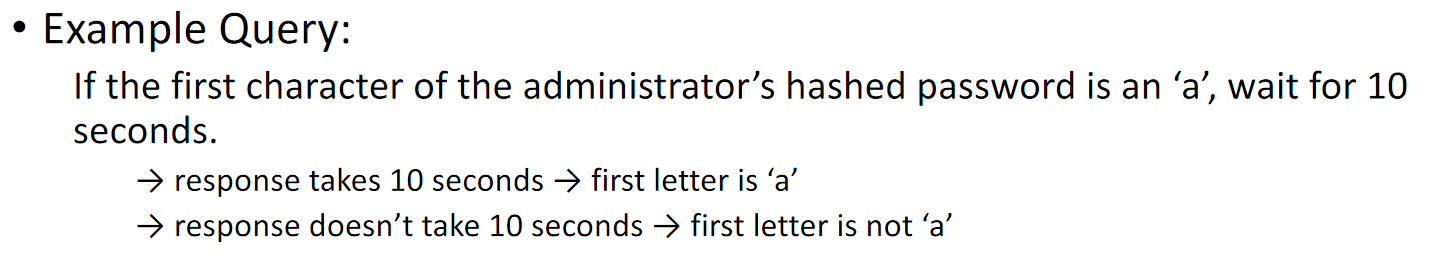 • Example Query:
If the first character of the administrator’s hashed password is an ‘a’, wait for 10
seconds.
→ response takes 10 seconds → first letter is ‘a’
→ response doesn’t take 10 seconds → first letter is not ‘a’